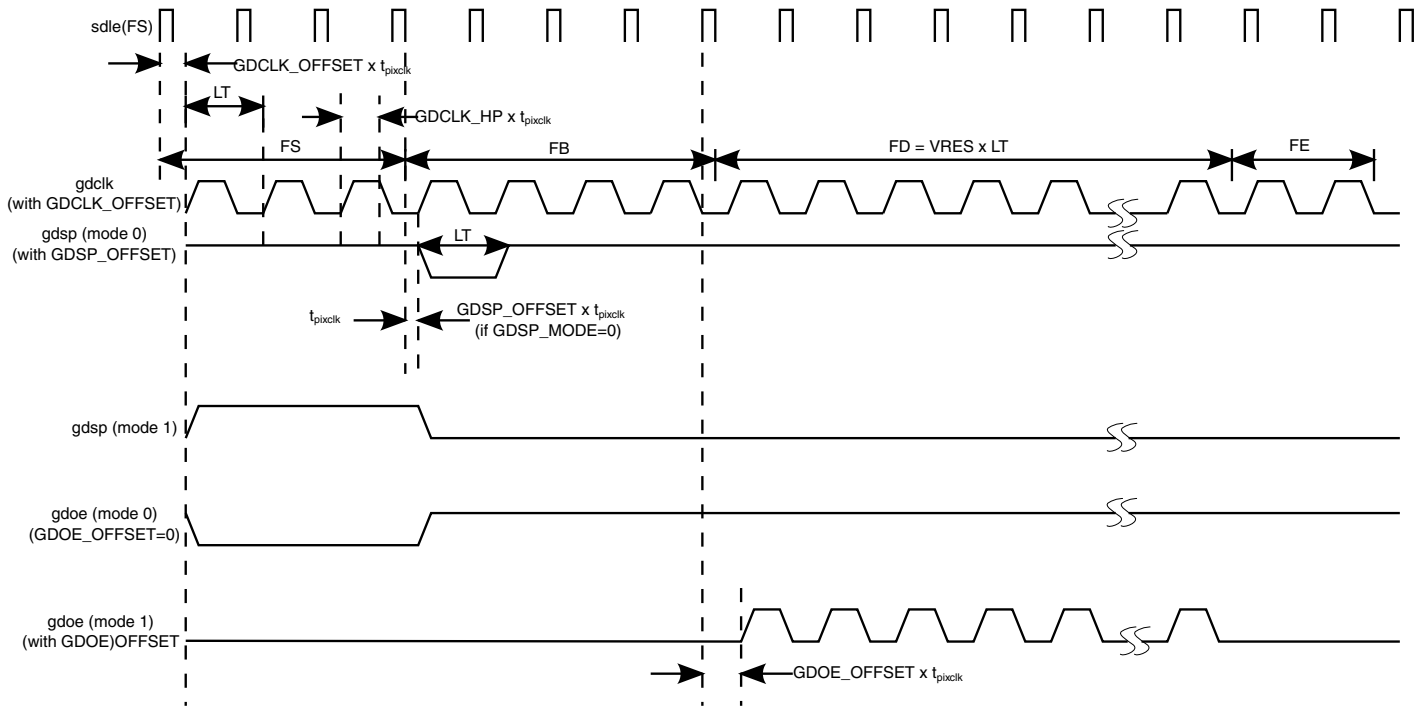 sdle(FS)
GDCLK_OFFSET x tpixclk
LT
GDCLK_HP x tpixclk
FS
FB
FD = VRES x LT
FE
gdclk
(with GDCLK_OFFSET)
gdsp (mode 0)
(with GDSP_OFFSET)
LT
tpixclk
GDSP_OFFSET x tpixclk
(if GDSP_MODE=0)
gdsp (mode 1)
gdoe (mode 0)
(GDOE_OFFSET=0)
gdoe (mode 1)
(with GDOE)OFFSET
GDOE_OFFSET x tpixclk